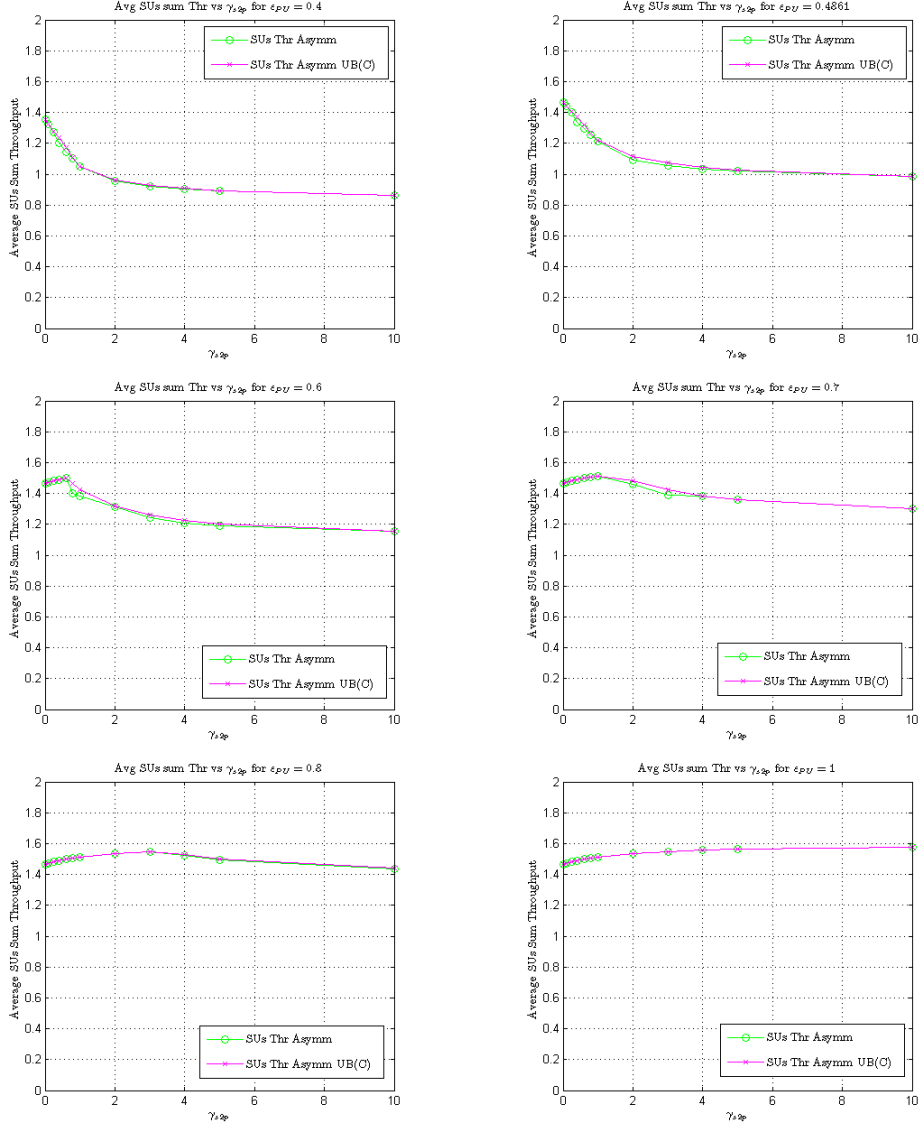 Avg SUs sum Thr vs γs2p for ϵPU = 0.4
2
1.8
1.6
1.4
1.2
1
0.8
0.6
0.4
0.2
0
Average SUs Sum Throughput
SUs Thr Asymm
SUs Thr Asymm UB(C)
0 2 4 6 8 10
γs2p
Avg SUs sum Thr vs γs2p for ϵPU = 0.4861
2
1.8
1.6
1.4
1.2
1
0.8
0.6
0.4
0.2
0
Average SUs Sum Throughput
SUs Thr Asymm
SUs Thr Asymm UB(C)
0 2 4 6 8 10
γs2p
Avg SUs sum Thr vs γs2p for ϵPU = 0.6
2
1.8
1.6
1.4
1.2
1
0.8
0.6
0.4
0.2
0
Average SUs Sum Throughput
SUs Thr Asymm
SUs Thr Asymm UB(C)
0 2 4 6 8 10
γs2p
Avg SUs sum Thr vs γs2p for ϵPU = 0.7
2
1.8
1.6
1.4
1.2
1
0.8
0.6
0.4
0.2
0
Average SUs Sum Throughput
SUs Thr Asymm
SUs Thr Asymm UB(C)
0 2 4 6 8 10
γs2p
Avg SUs sum Thr vs γs2p for ϵPU = 0.8
2
1.8
1.6
1.4
1.2
1
0.8
0.6
0.4
0.2
0
Average SUs Sum Throughput
SUs Thr Asymm
SUs Thr Asymm UB(C)
0 2 4 6 8 10
γs2p
Avg SUs sum Thr vs γs2p for ϵPU = 1
2
1.8
1.6
1.4
1.2
1
0.8
0.6
0.4
0.2
0
Average SUs Sum Throughput
SUs Thr Asymm
SUs Thr Asymm UB(C)
0 2 4 6 8 10
γs2p